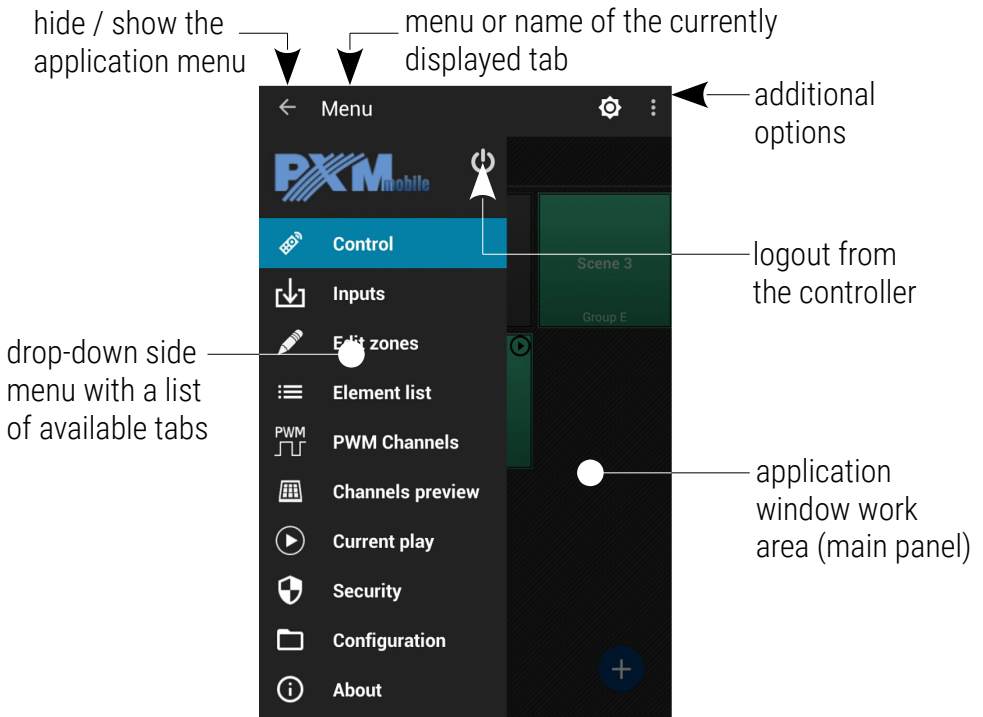 hide / show the
application menu
menu or name of the currently
displayed tab
Menu
additional
options
PXM mobile
Control
Scene 3
logout from
the controller
Inputs
Group E
Edit zones
drop-down side
menu with a list
of available tabs
Element list
PWM
PWM Channels
application
window work
area (main panel)
Channels preview
Current play
Security
Configuration
About